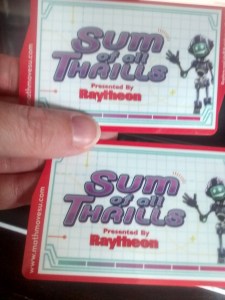 Sum
of all
Thrills
Presented By
Raytheon
Sum
of all
Thrills
Presented By
Raytheon
www.mathmovesu.com